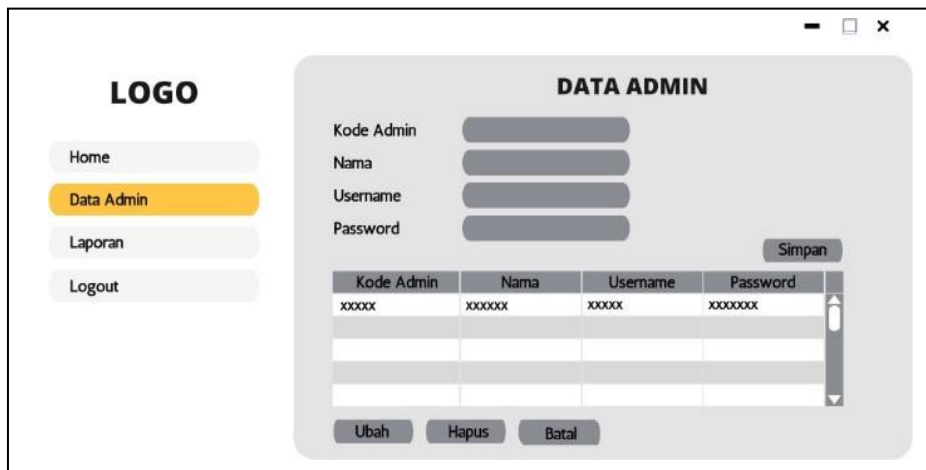 LOGO
Home
Data Admin
Laporan
Logout
DATA ADMIN
Kode Admin
Nama
Username
Password
Simpan
Kode Admin Nama Username Password
xxxxx xxxxxx xxxxx xxxxxxx
Ubah Hapus Batal